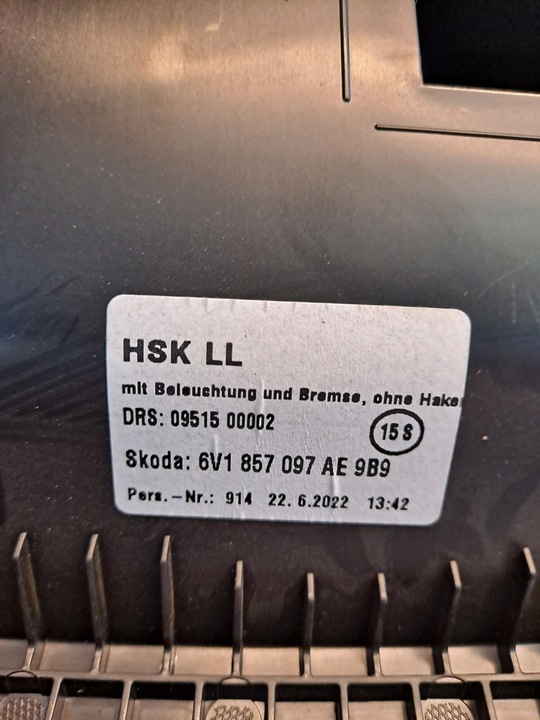 HSK LL
mit Beleuchtung und Bremse, ohne Hake
DRS: 09515 00002
15 S
Skoda: 6V1 857 097 AE 9B9
Pers.-Nr.: 914 22. 6.2022 13:42